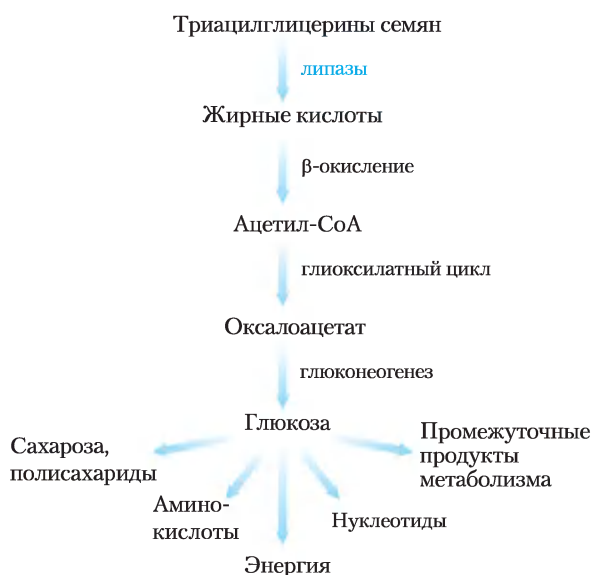 Триацилглицерины семян
липазы
Жирные кислоты
β-окисление
Ацетил-СоА
глиоксилатный цикл
Оксалоацетат
глюконеогенез
Глюкоза
Сахароза,
полисахариды
Амино-
кислоты
Энергия
Нуклеотиды
Промежуточные
продукты
метаболизма